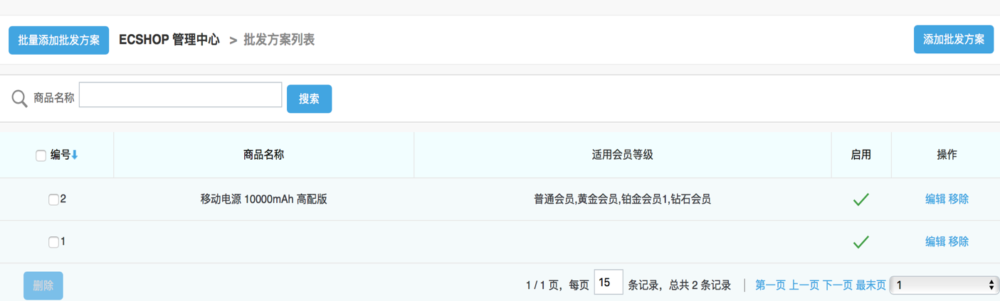 批量添加批发方案 ECSHOP 管理中心 > 批发方案列表 添加批发方案
商品名称 搜索
编号 商品名称 适用会员等级 启用 操作
2 移动电源 10000mAh 高配版 普通会员,黄金会员,铂金会员1,钻石会员 编辑 移除
1 编辑 移除
删除 1 / 1 页，每页 15 条记录，总共 2 条记录 | 第一页 上一页 下一页 最末页 1